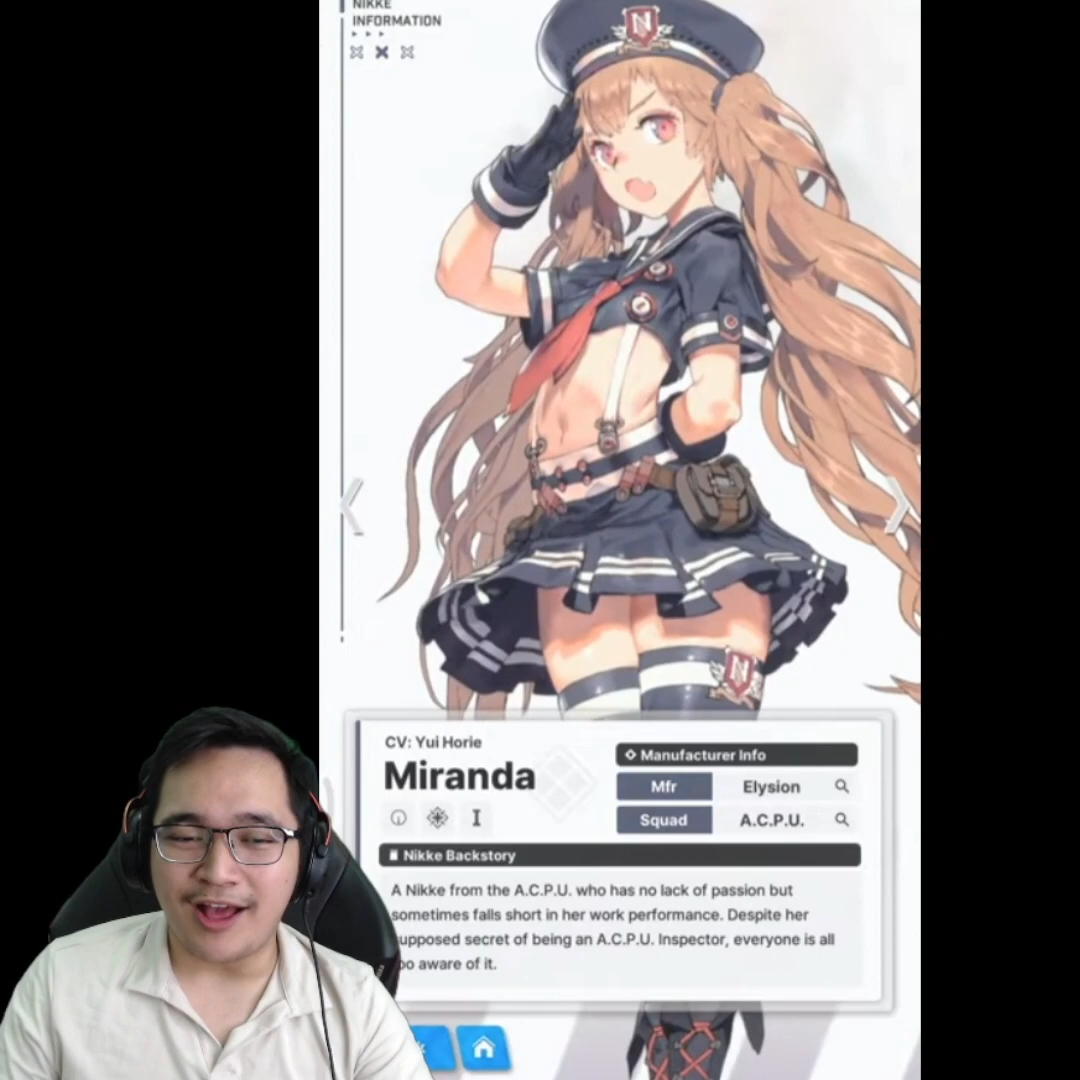 NIKKE
INFORMATION
N
N
CV: Yui Horie
Miranda
Manufacturer Info
Mfr Elysion
Squad A.C.P.U.
Nikke Backstory
A Nikke from the A.C.P.U. who has no lack of passion but
sometimes falls short in her work performance. Despite her
upposed secret of being an A.C.P.U. Inspector, everyone is all
oo aware of it.